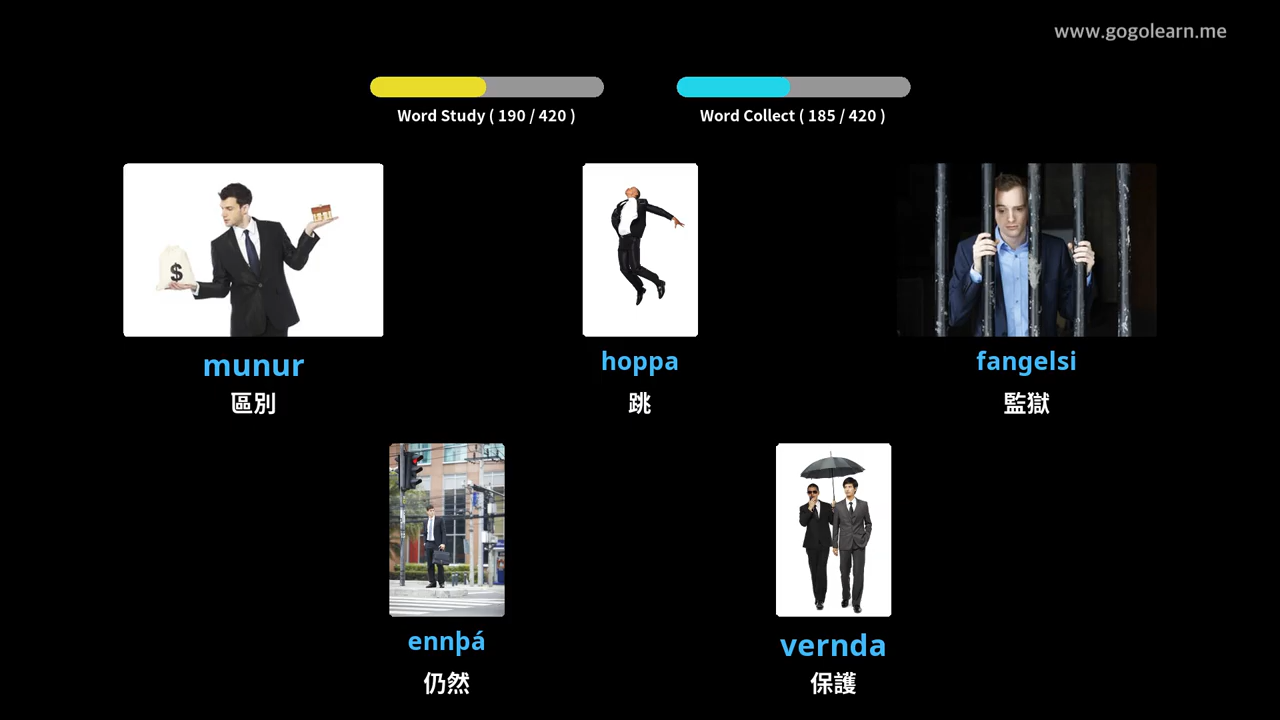 www.gogolearn.me
Word Study ( 190 / 420 )
Word Collect ( 185 / 420 )
munur
區別
hoppa
跳
fangelsi
監獄
ennþá
仍然
vernda
保護